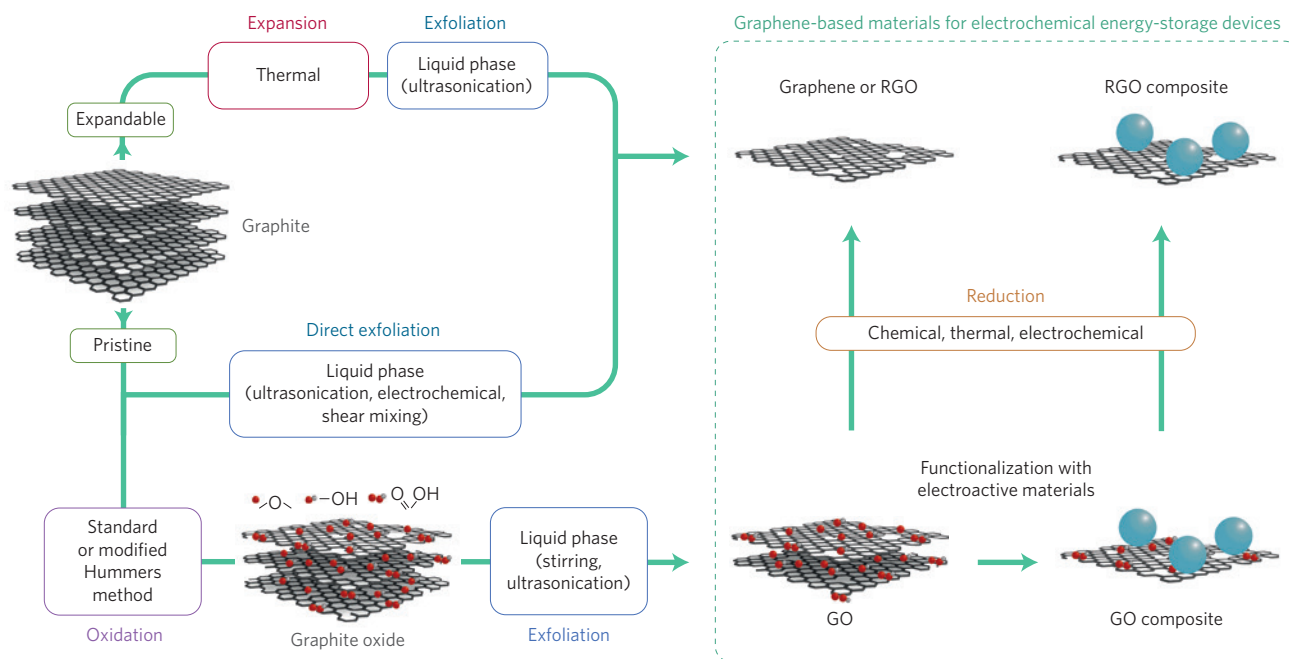 Expansion
Exfoliation
Graphene-based materials for electrochemical energy-storage devices
Thermal
Liquid phase
(ultrasonication)
Expandable
Graphite
Graphene or RGO
RGO composite
Pristine
Direct exfoliation
Liquid phase
(ultrasonication, electrochemical,
shear mixing)
Reduction
Chemical, thermal, electrochemical
Functionalization with
electroactive materials
O
OH
O
OH
Standard
or modified
Hummers
method
Oxidation
Graphite oxide
Liquid phase
(stirring,
ultrasonication)
Exfoliation
GO
GO composite